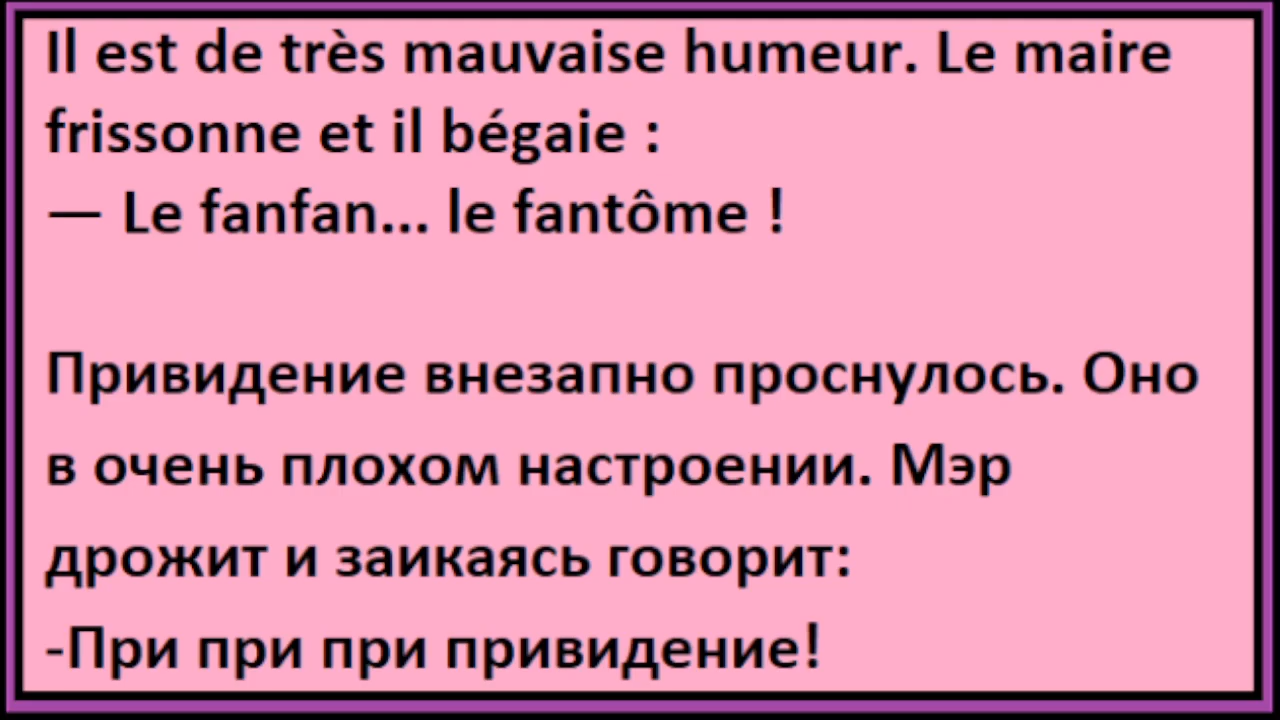 Il est de très mauvaise humeur. Le maire
frissonne et il bégaie :
— Le fanfan... le fantôme !
Привидение внезапно проснулось. Оно
в очень плохом настроении. Мэр
дрожит и заикаясь говорит:
-При при при привидение!